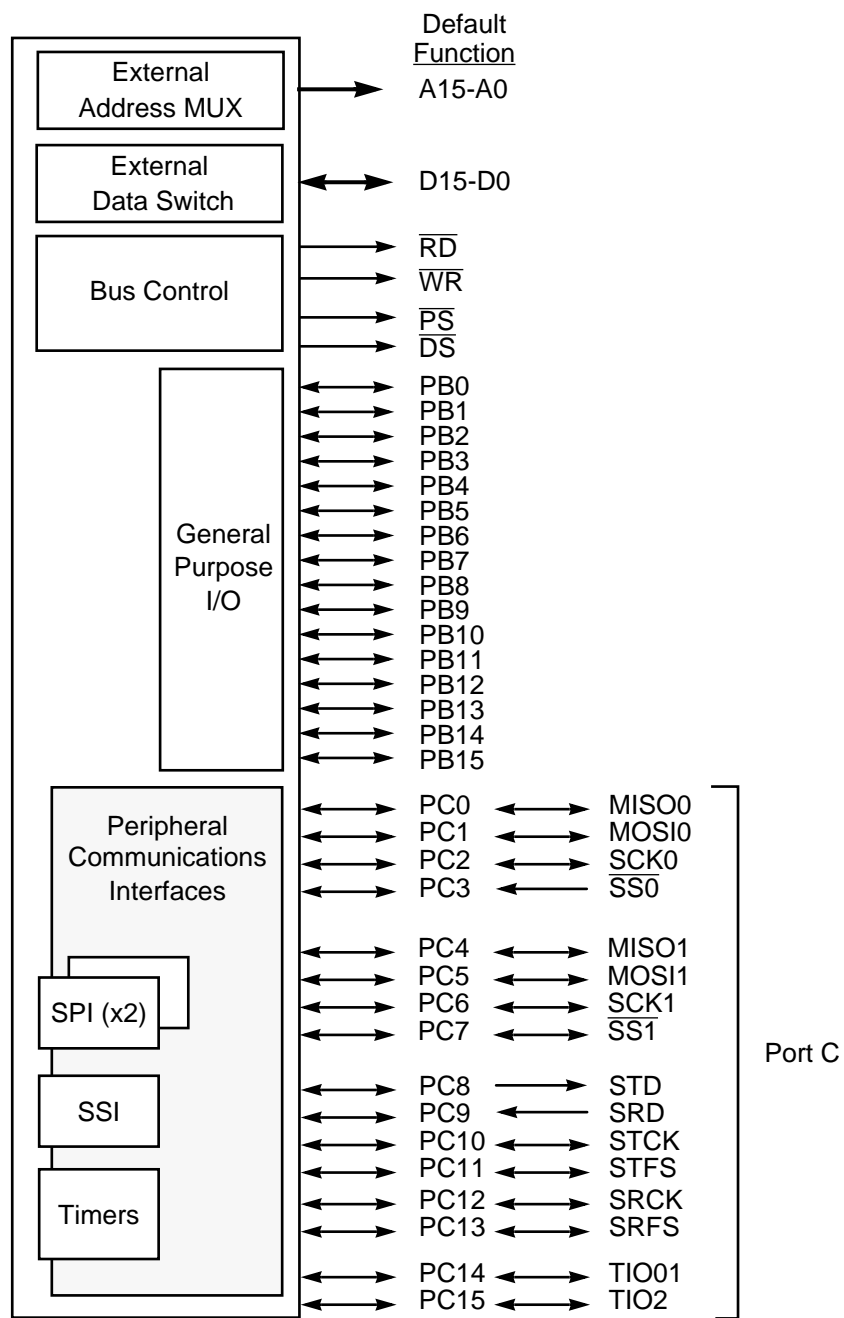 Default
Function
External
Address MUX
A15-A0
External
Data Switch
D15-D0
Bus Control
RD
WR
PS
DS
General
Purpose
I/O
PB0
PB1
PB2
PB3
PB4
PB5
PB6
PB7
PB8
PB9
PB10
PB11
PB12
PB13
PB14
PB15
Peripheral
Communications
Interfaces
SPI (x2)
SSI
Timers
PC0 MISO0
PC1 MOSI0
PC2 SCK0
PC3 SS0
PC4 MISO1
PC5 MOSI1
PC6 SCK1
PC7 SS1
PC8 STD
PC9 SRD
PC10 STCK
PC11 STFS
PC12 SRCK
PC13 SRFS
PC14 TIO01
PC15 TIO2
Port C